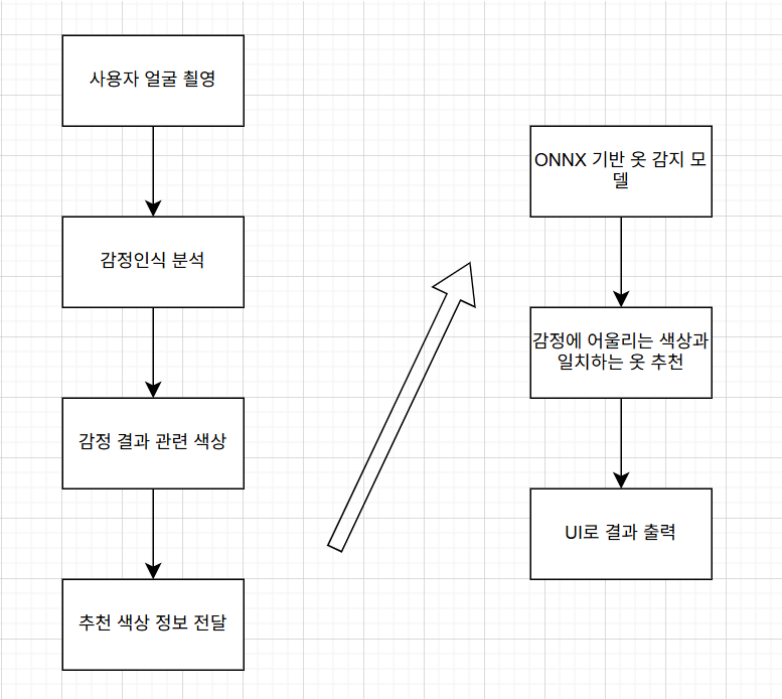 사용자 얼굴 촬영
감정인식 분석
감정 결과 관련 색상
추천 색상 정보 전달
ONNX 기반 옷 감지 모
델
감정에 어울리는 색상과
일치하는 옷 추천
UI로 결과 출력